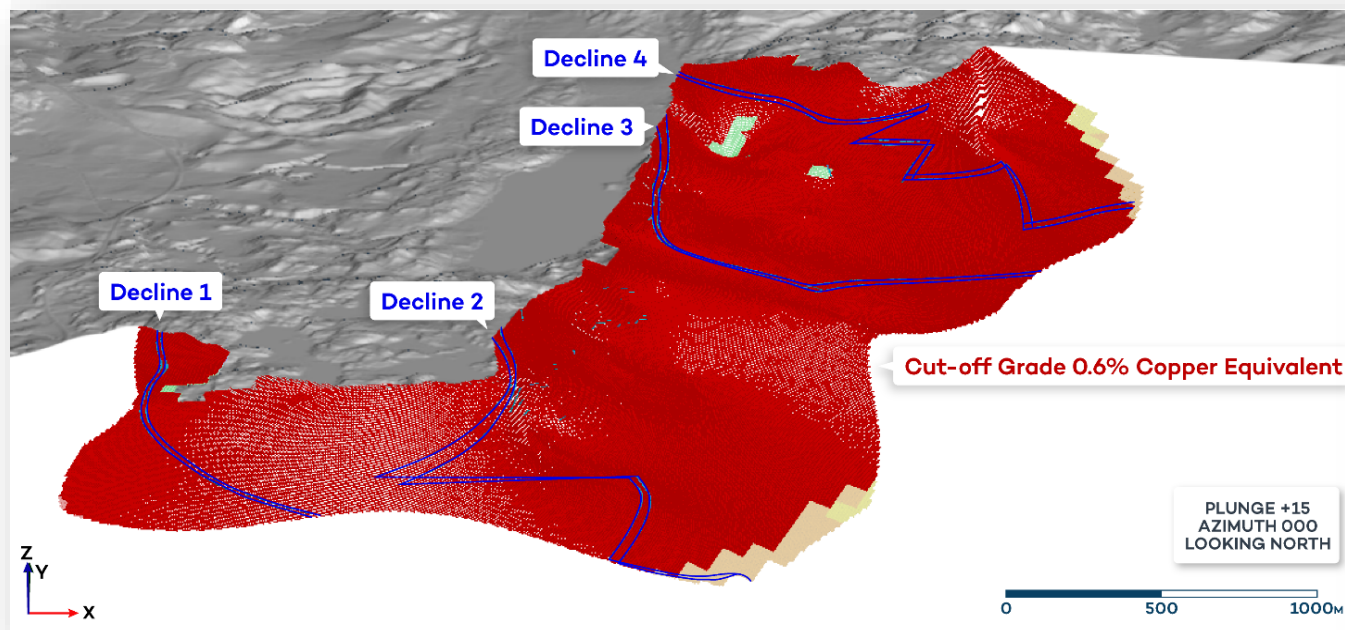 Decline 4
Decline 3
Decline 1
Decline 2
Cut-off Grade 0.6% Copper Equivalent
PLUNGE +15
AZIMUTH 000
LOOKING NORTH
Z
Y
X
0 500 1000M